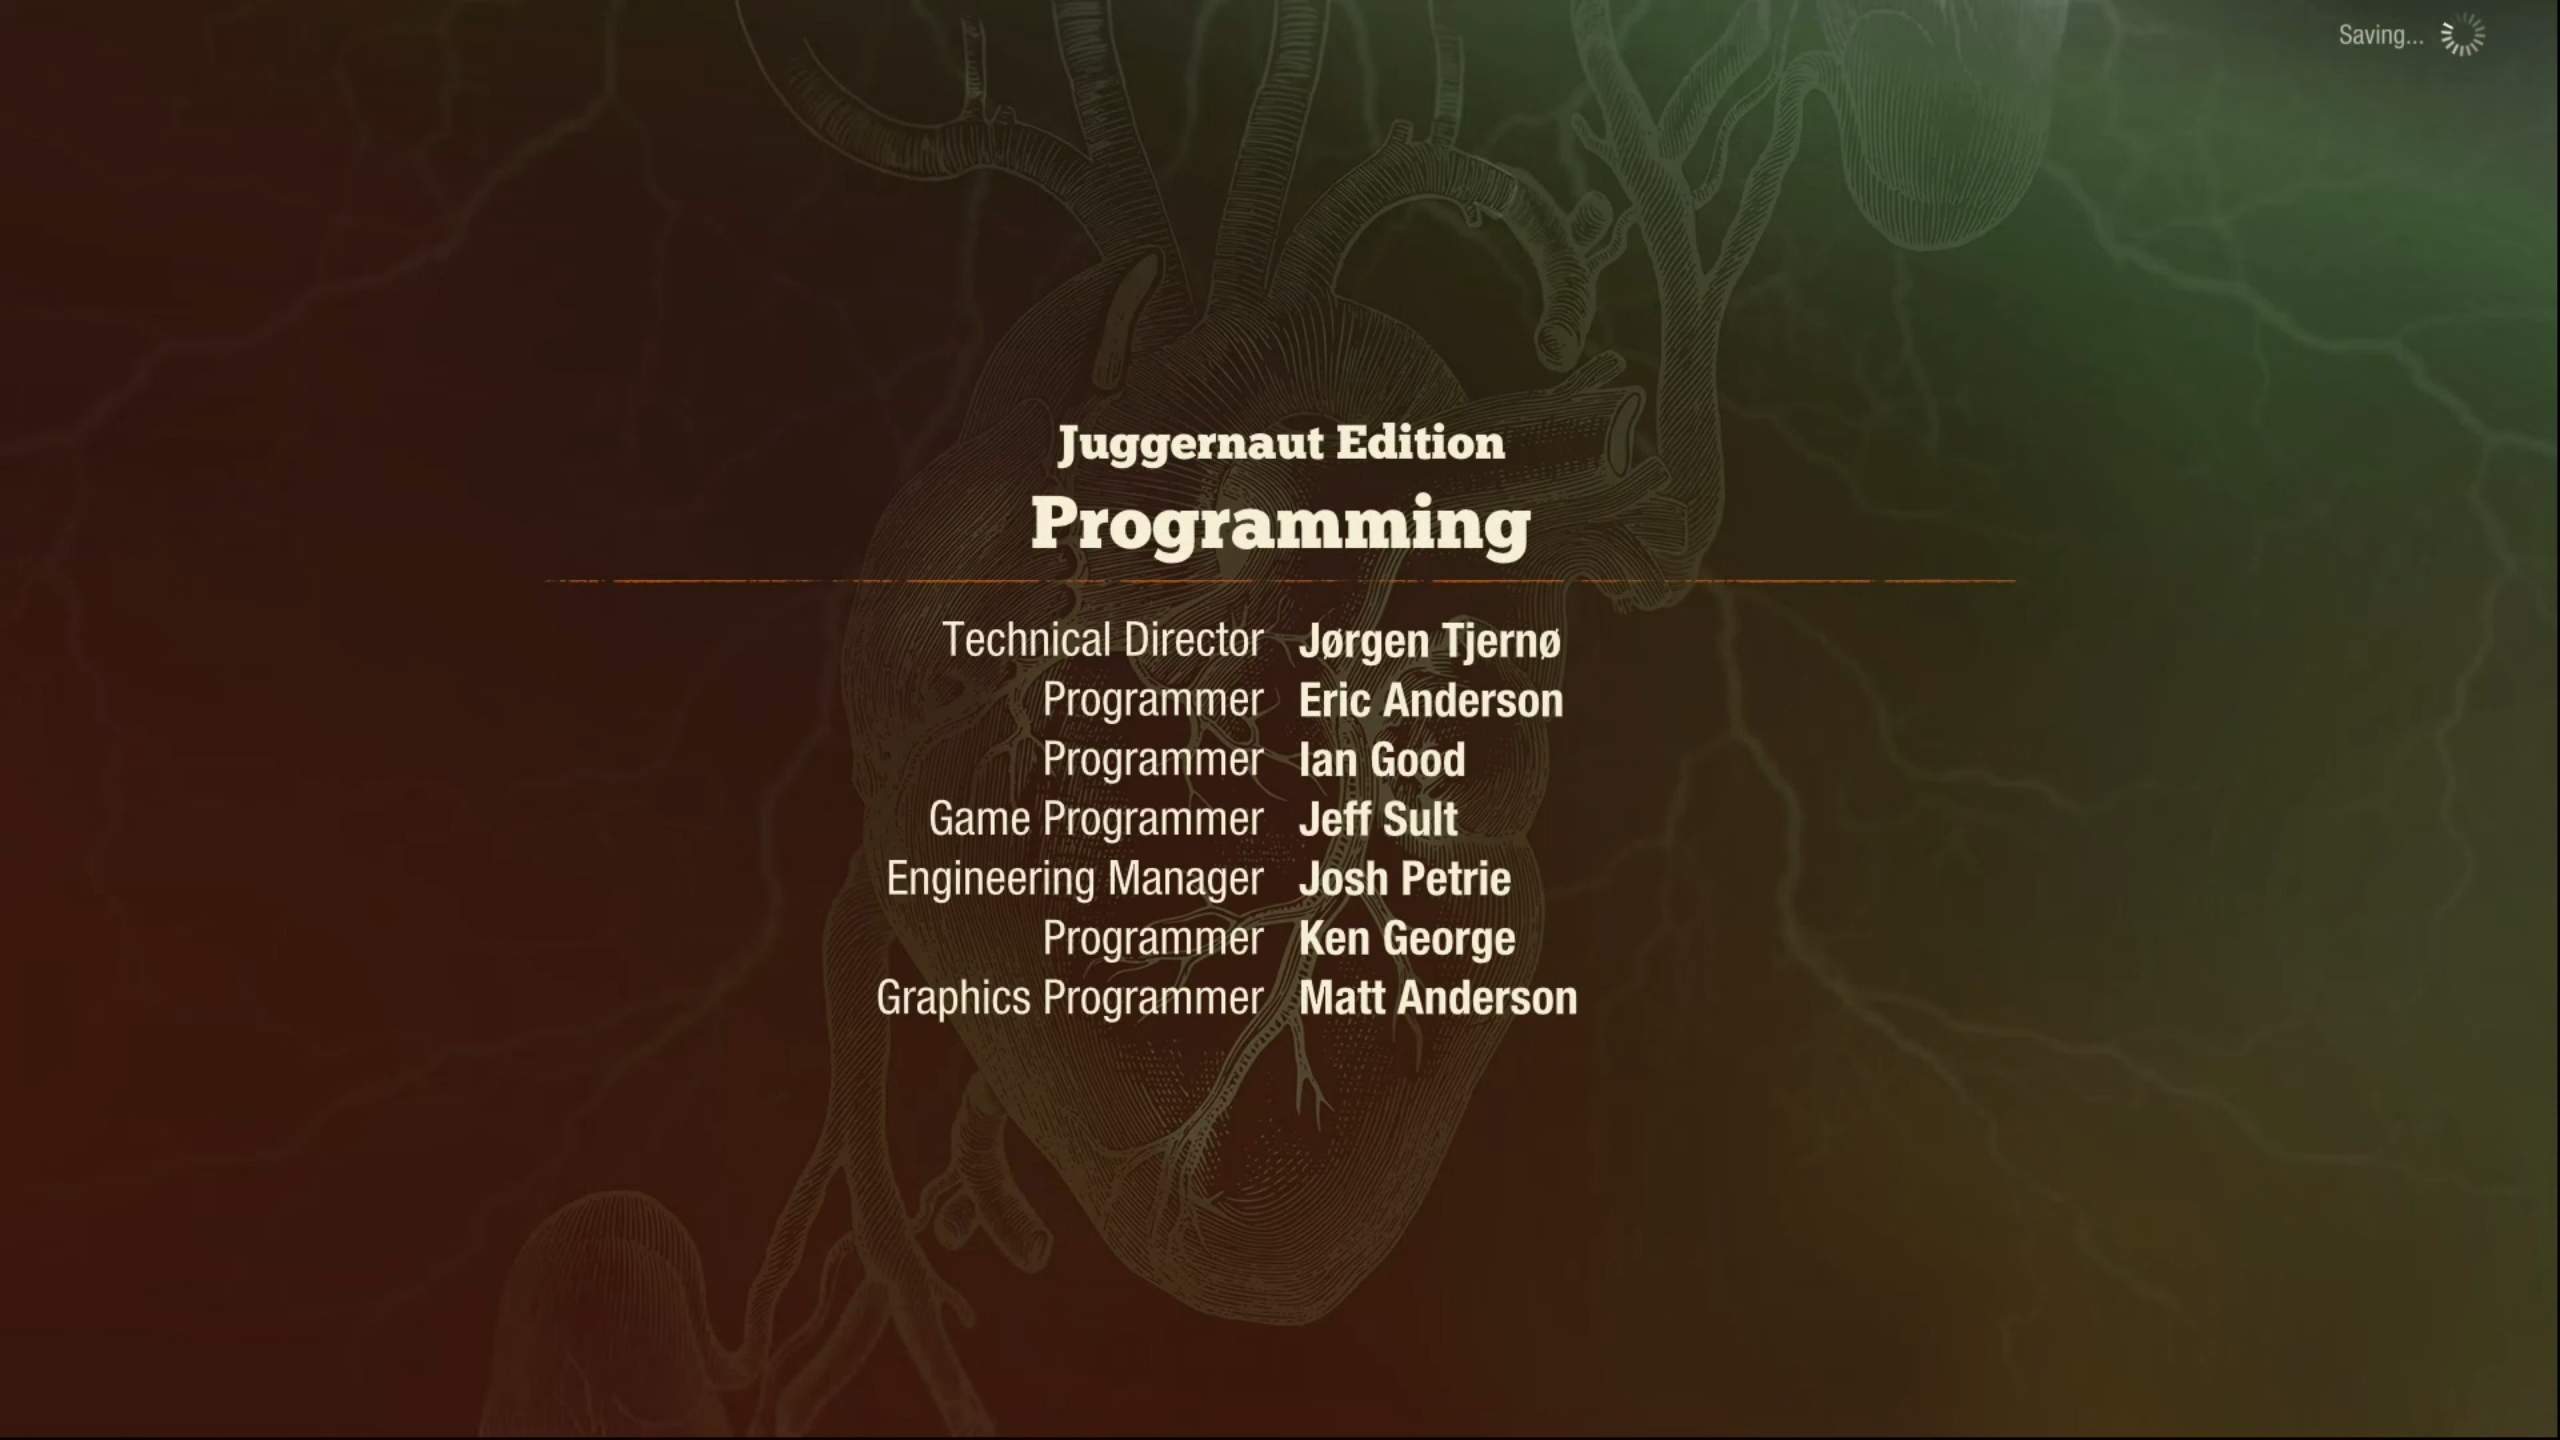 Saving...
Juggernaut Edition
Programming
Technical Director Jørgen Tjernø
Programmer Eric Anderson
Programmer Ian Good
Game Programmer Jeff Sult
Engineering Manager Josh Petrie
Programmer Ken George
Graphics Programmer Matt Anderson